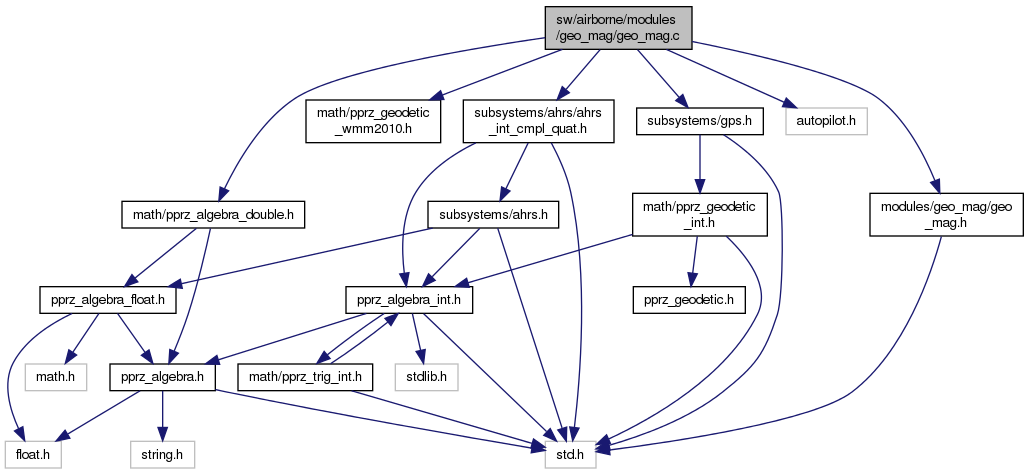 sw/airborne/modules
/geo_mag/geo_mag.c
math/pprz_geodetic
_wmm2010.h
subsystems/ahrs/ahrs
_int_cmpl_quat.h
subsystems/gps.h
autopilot.h
math/pprz_algebra_double.h
subsystems/ahrs.h
math/pprz_geodetic
_int.h
modules/geo_mag/geo
_mag.h
pprz_algebra_float.h
pprz_algebra_int.h
pprz_geodetic.h
math.h
pprz_algebra.h
math/pprz_trig_int.h
stdlib.h
float.h
string.h
std.h